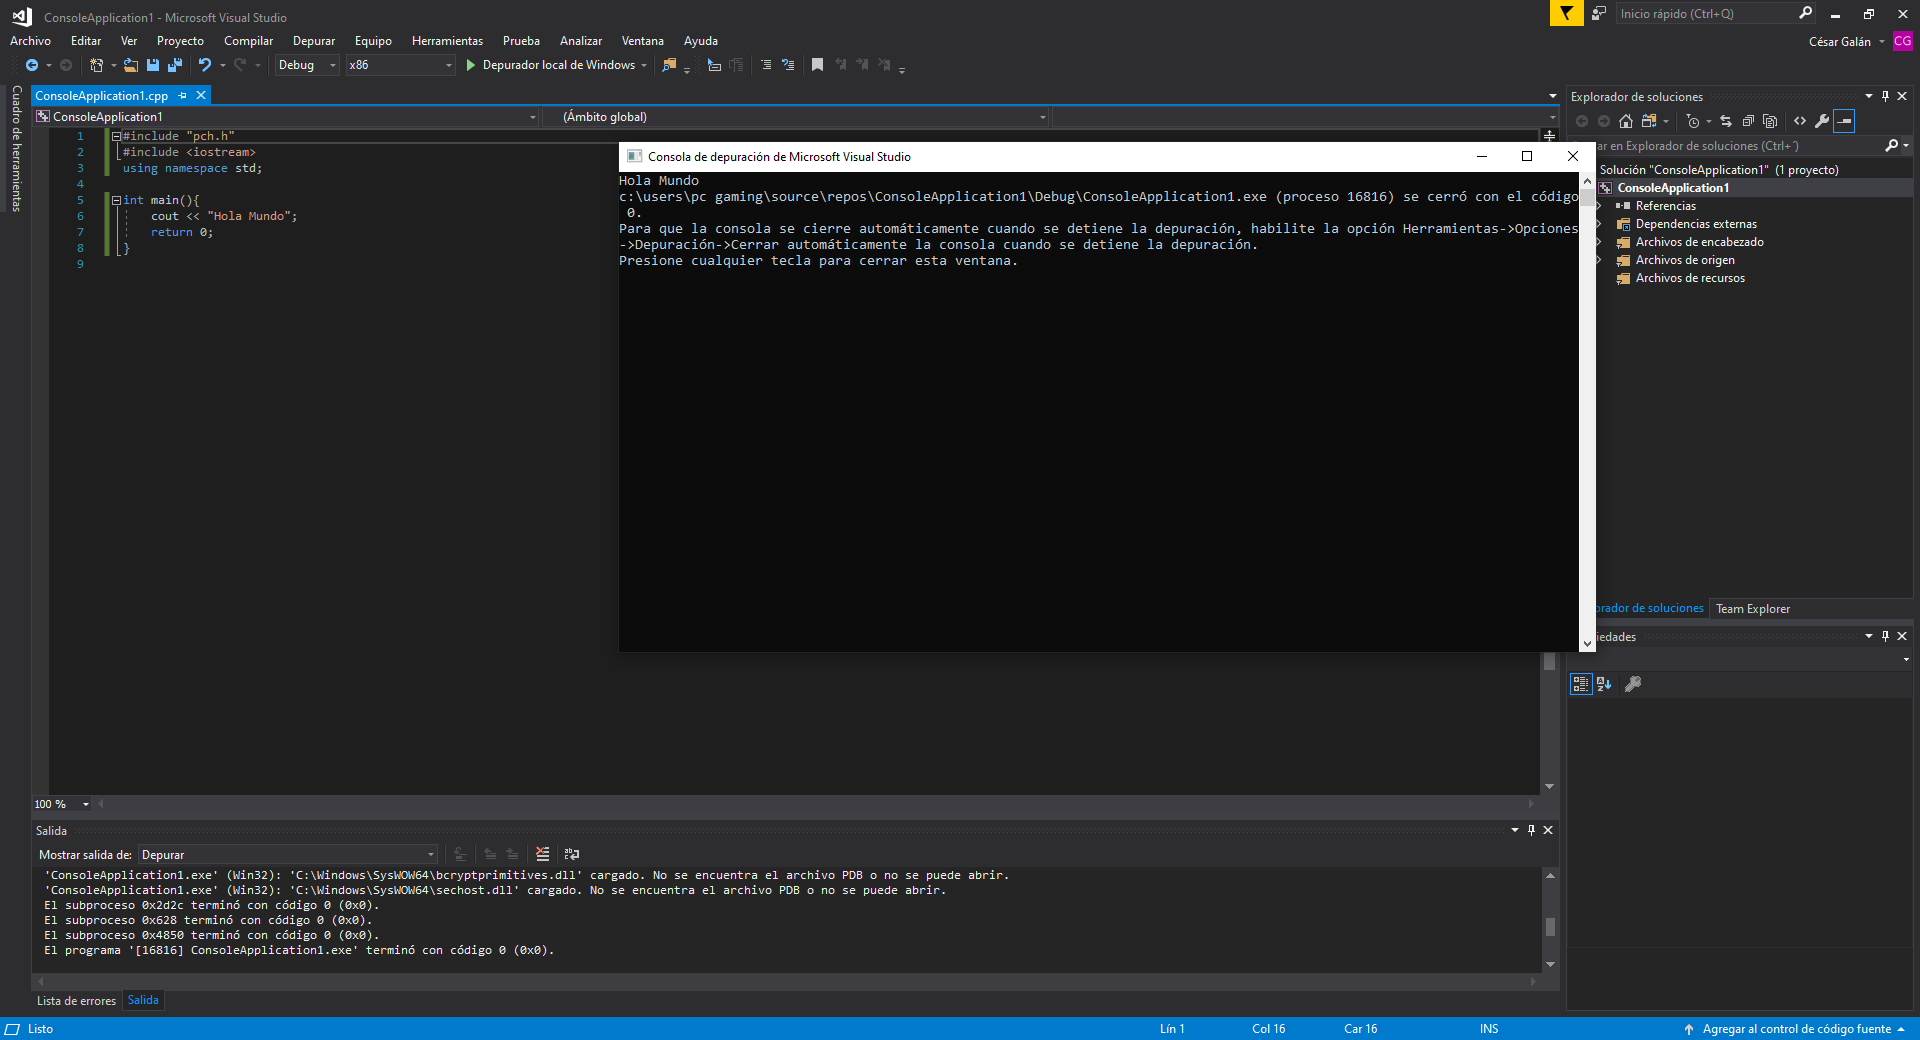 ConsoleApplication1 - Microsoft Visual Studio
Inicio rápido (Ctrl+Q)
Archivo Editar Ver Proyecto Compilar Depurar Equipo Herramientas Prueba Analizar Ventana Ayuda
César Galán CG
Debug x86 Depurador local de Windows
Cuadro de herramientas
ConsoleApplication1.cpp
ConsoleApplication1 (Ámbito global)
1 #include "pch.h"
2 #include <iostream>
3 using namespace std;
4
5 int main(){
6 cout << "Hola Mundo";
7 return 0;
8 }
9
Consola de depuración de Microsoft Visual Studio
Hola Mundo
c:\users\pc gaming\source\repos\ConsoleApplication1\Debug\ConsoleApplication1.exe (proceso 16816) se cerró con el código
0.
Para que la consola se cierre automáticamente cuando se detiene la depuración, habilite la opción Herramientas->Opciones
->Depuración->Cerrar automáticamente la consola cuando se detiene la depuración.
Presione cualquier tecla para cerrar esta ventana.
Explorador de soluciones
ar en Explorador de soluciones (Ctrl+´)
Solución "ConsoleApplication1" (1 proyecto)
ConsoleApplication1
Referencias
Dependencias externas
Archivos de encabezado
Archivos de origen
Archivos de recursos
orador de soluciones Team Explorer
iedades
100 %
Salida
Mostrar salida de: Depurar
'ConsoleApplication1.exe' (Win32): 'C:\Windows\SysWOW64\bcryptprimitives.dll' cargado. No se encuentra el archivo PDB o no se puede abrir.
'ConsoleApplication1.exe' (Win32): 'C:\Windows\SysWOW64\sechost.dll' cargado. No se encuentra el archivo PDB o no se puede abrir.
El subproceso 0x2d2c terminó con código 0 (0x0).
El subproceso 0x628 terminó con código 0 (0x0).
El subproceso 0x4850 terminó con código 0 (0x0).
El programa '[16816] ConsoleApplication1.exe' terminó con código 0 (0x0).
Lista de errores Salida
Listo Lín 1 Col 16 Car 16 INS Agregar al control de código fuente